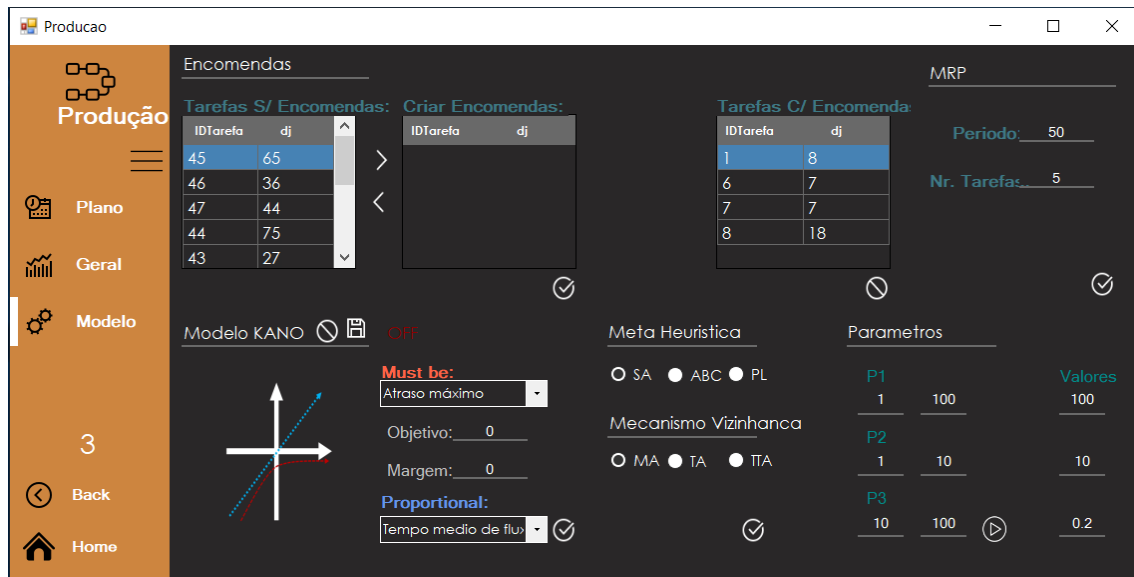 Producao
Produção
Plano
Geral
Modelo
3
Back
Home
Encomendas
Tarefas S/ Encomendas:
IDTarefa dj
45 65
46 36
47 44
44 75
43 27
Criar Encomendas:
IDTarefa dj
Tarefas C/ Encomenda
IDTarefa dj
1 8
6 7
7 7
8 18
MRP
Periodo: 50
Nr. Tarefas: 5
Modelo KANO
OFF
Must be:
Atraso máximo
Objetivo: 0
Margem: 0
Proportional:
Tempo medio de flux
Meta Heuristica
SA ABC PL
Mecanismo Vizinhanca
MA TA TTA
Parametros
P1 Valores
1 100 100
P2
1 10 10
P3
10 100 0.2